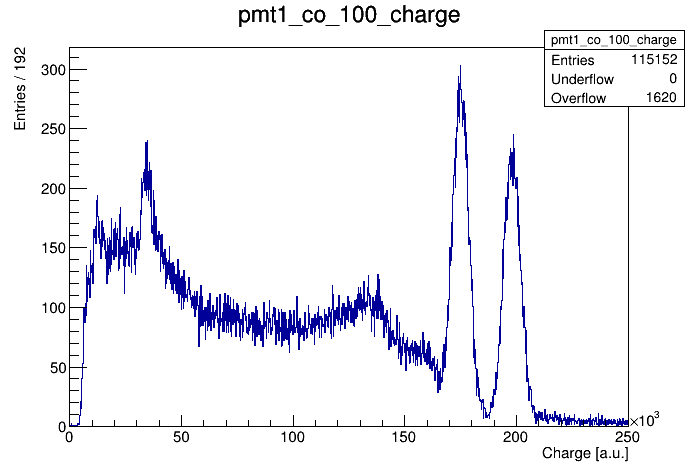 pmt1_co_100_charge
pmt1_co_100_charge
Entries 115152
Underflow 0
Overflow 1620
Entries / 192
300
250
200
150
100
50
0
0 50 100 150 200 250
×10³
Charge [a.u.]